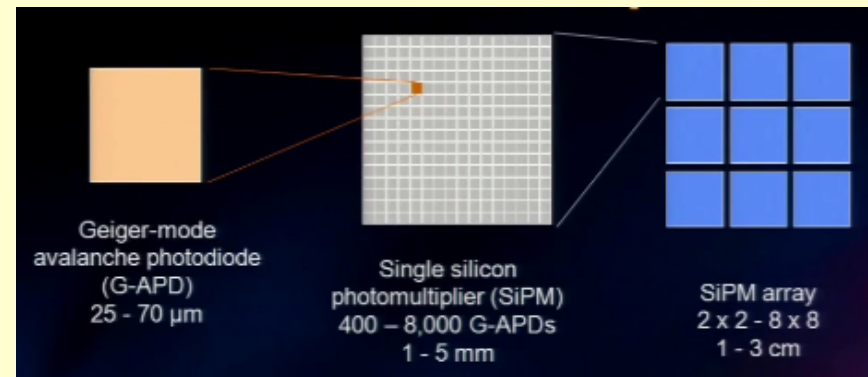 Geiger-mode
avalanche photodiode
(G-APD)
25 - 70 µm
Single silicon
photomultiplier (SiPM)
400 – 8,000 G-APDs
1 - 5 mm
SiPM array
2 x 2 - 8 x 8
1 - 3 cm